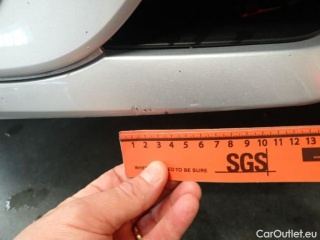 1 2 3 4 5 6 7 8 9 10 11 12 13
TO BE SURE
SGS
CarOutlet.eu